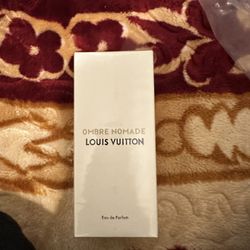 OMBRE NOMADE
LOUIS VUITTON
Eau de Parfum